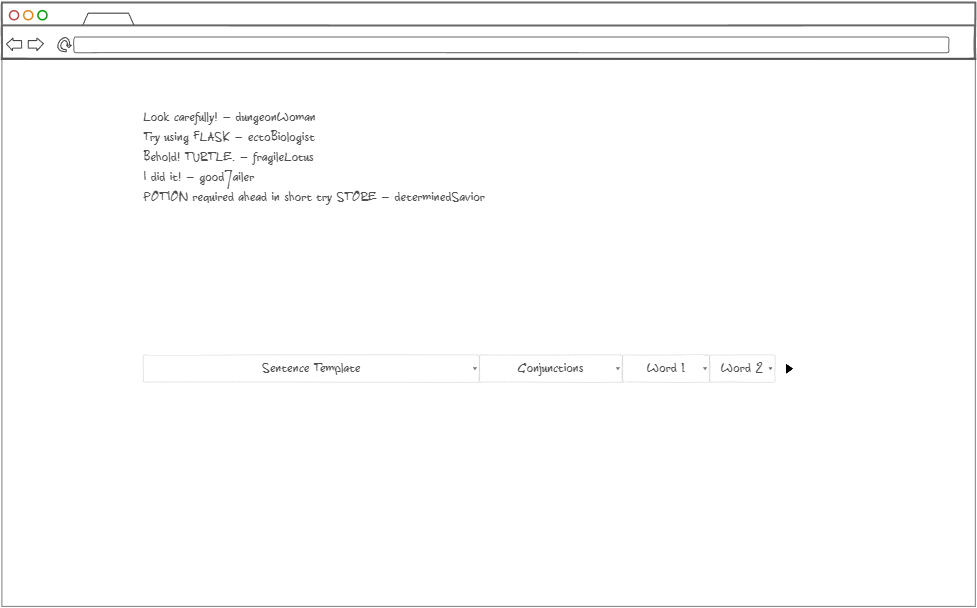 Look carefully! – dungeonWoman
Try using FLASK – ectoBiologist
Behold! TURTLE. – fragileLotus
I did it! – good7ailer
POTION required ahead in short try STORE – determinedSavior
Sentence Template Conjunctions Word 1 Word 2